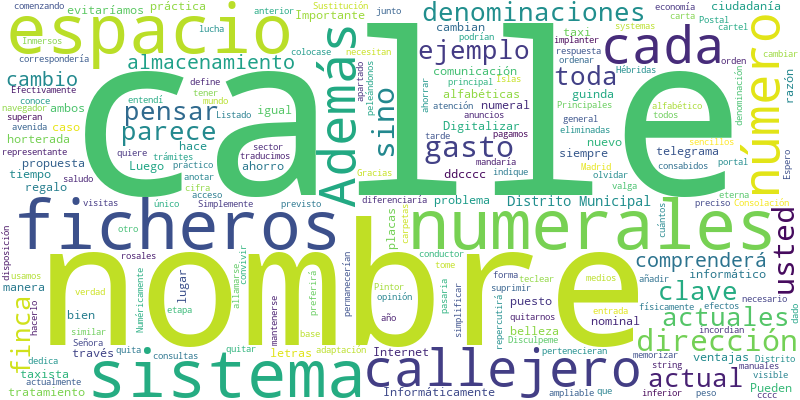 comenzando evitaríamos práctica anterior Sustitución junto economía Postal cartel ciudadanía
espacio Importante lucha cambian carta denominaciones cada número
Inmersos correspondería almacenamiento Además ejemplo podrían taxi respuesta implanter systemas necesitan ordenar orden cambiar
cambio Efectivamente conoce entendí define tener mundo calle apartado colocase peleándonos comunicación principal Islas Hébridas toda razón
navegador ambos pensar igual sino alfabéticas ahorrar atención numeral anuncios guinda Principales alfabético todos denominación
superan avenida caso parece Listado sector Digitalizar general eliminadas nuevo sencillos
horterada representante hace quiere traducimos gasto tarde pagamos siempre telegrama consabidos portal Espero
propuesta trámites práctico Luego ahorro anotar cifra mandaría indique Madrid olvidar eterna
tiempo saludo regalo acceso Gracias ddcccc Distrito Municipal valga Consolación
visitas único Simplemente previsto diferenciaría problema preciso cuántos
disposición ficheros otro placas carpetas numerales usted
usamos rosales Numéricamente convivir permanecerían conductor tome forma teclear medios añadir informático comprenderá necesario
manera verdad lugar allamarse preferirá Pintor opinión pasaría simplificar nombre suprimir entrada clave efectos dado
hacerlo bien etapa similar año mantenerse quitarnos puesto repercutirá físicamente actuales incordian
finca Señora través quita quitar base adaptación letras belleza nominal Discúlpeme dirección
dedica consultas Internet pertenecieran memorizar ventajas Distrito
taxista actualmente sistema callejero string actual visible manuales Pueden
tratamiento Informáticamente ampliable que inferior peso cccc